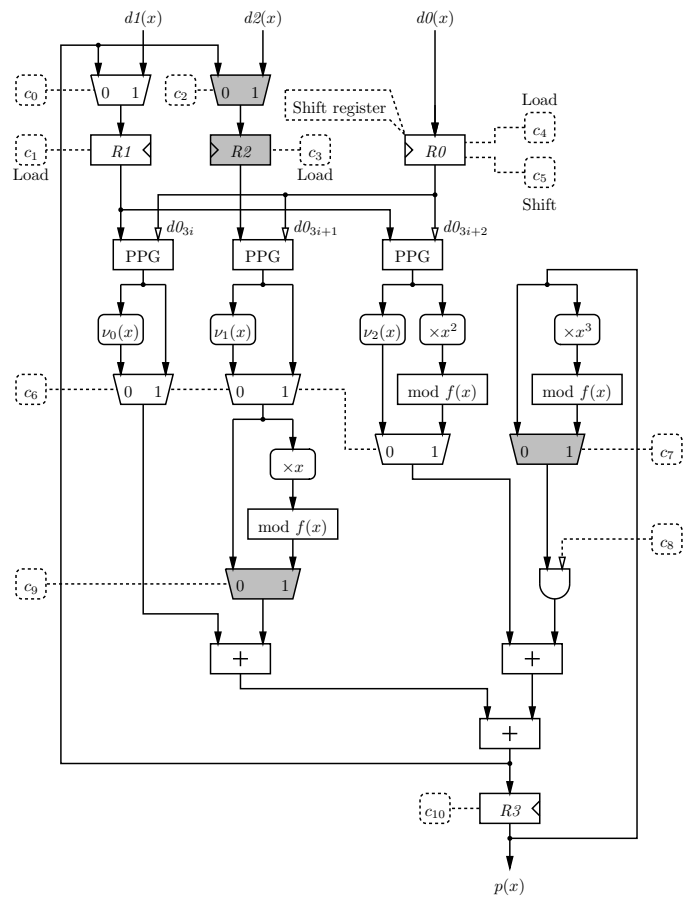 d1(x) d2(x) d0(x)
c₀ 0 1 c₂ 0 1 Shift register Load
c₄
c₁ R1 R2 c₃ R0
Load Load c₅
Shift
d0₃ᵢ d0₃ᵢ₊₁ d0₃ᵢ₊₂
PPG PPG PPG
ν₀(x) ν₁(x) ν₂(x) ×x² ×x³
c₆ 0 1 0 1 mod f(x) mod f(x)
0 1 0 1 c₇
×x
mod f(x) c₈
c₉ 0 1
+ +
+
c₁₀ R3
p(x)